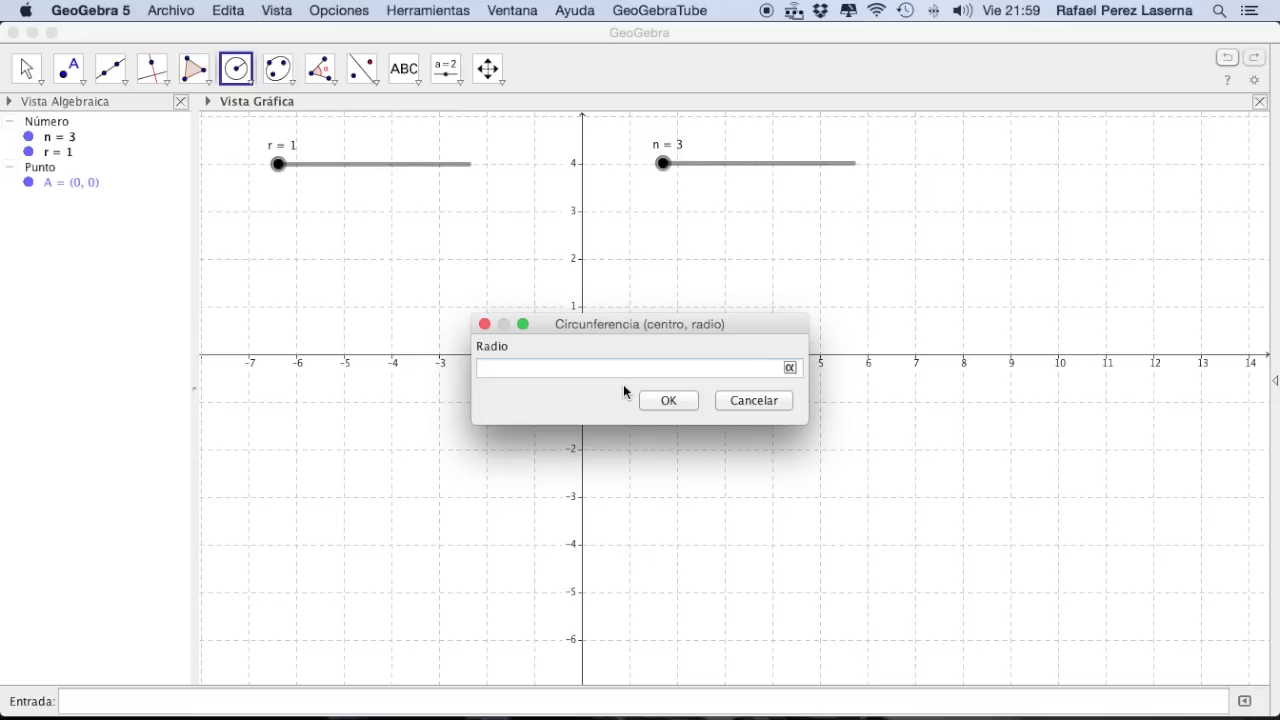 GeoGebra 5 Archivo Edita Vista Opciones Herramientas Ventana Ayuda GeoGebraTube Vie 21:59 Rafael Perez Laserna
GeoGebra
A ABC a=2 ?
Vista Algebraica Vista Gráfica
Número
n = 3
r = 1
Punto
A = (0, 0)
r = 1 n = 3
4
3
2
1
Circunferencia (centro, radio)
Radio
α
OK Cancelar
-7 -6 -5 -4 -3 5 6 7 8 9 10 11 12 13 14
-2
-3
-4
-5
-6
Entrada: